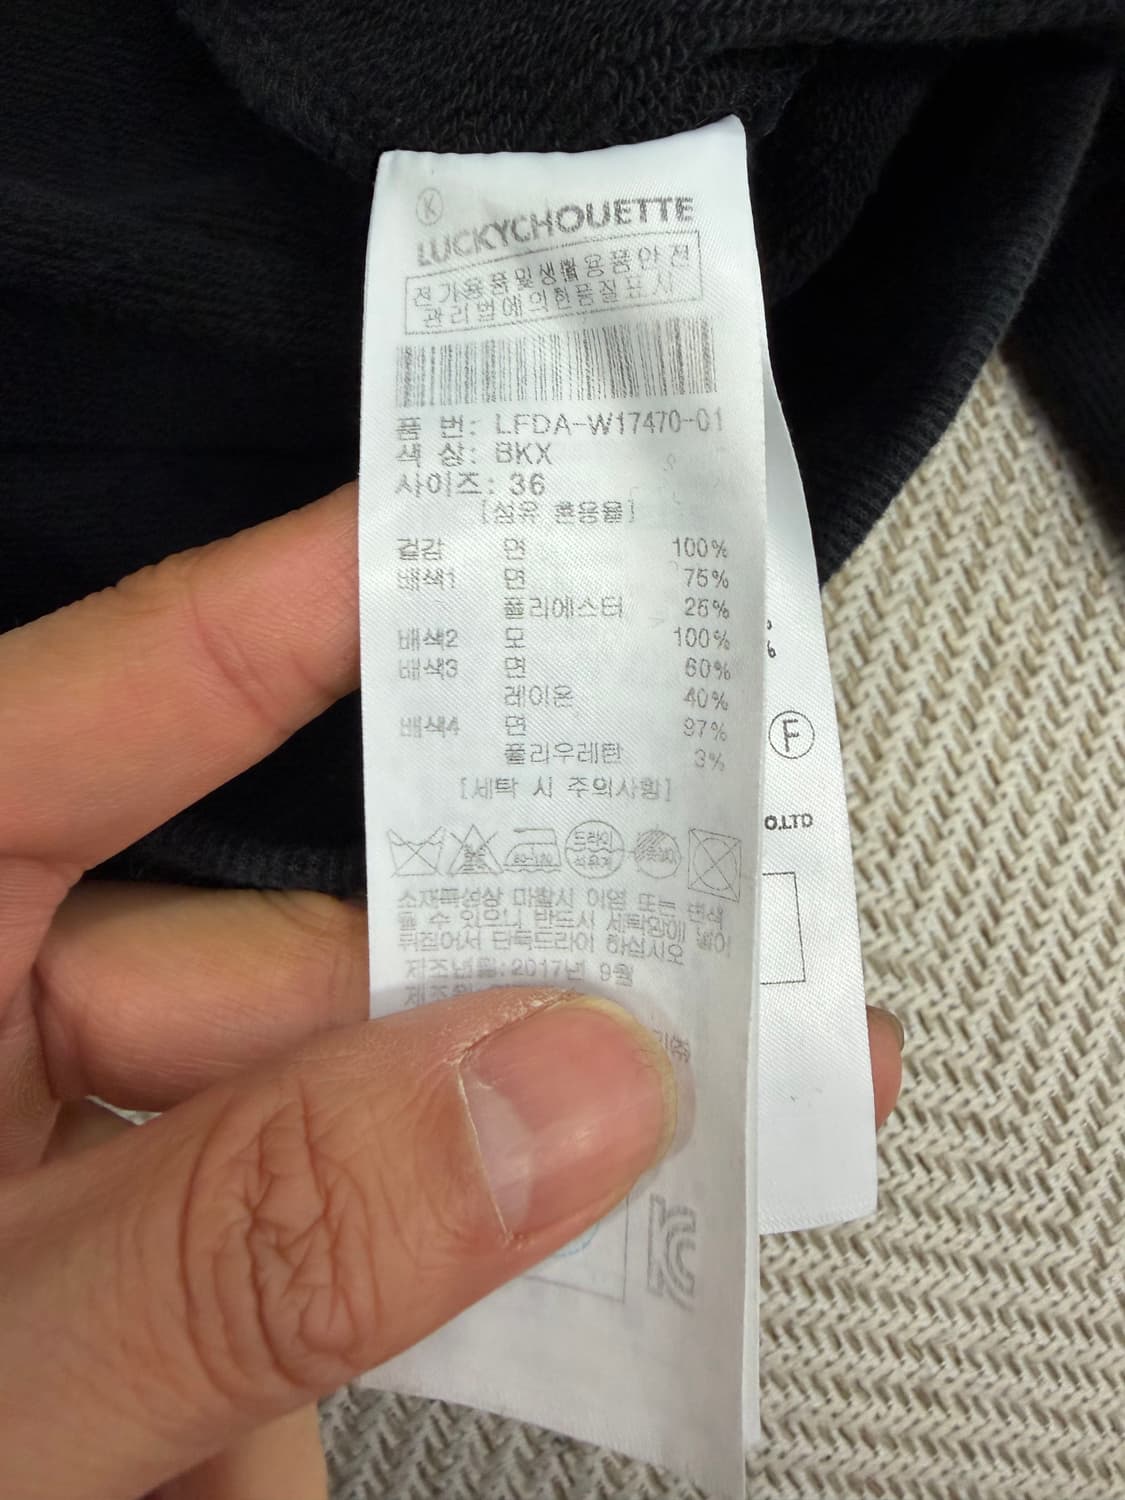 K
LUCKYCHOUETTE
전기용품및생활용품안전
관리법에의한품질표시
품 번: LFDA-W17470-01
색 상: BKX
사이즈: 36
[섬유 혼용율]
겉감 면 100%
배색1 면 75%
폴리에스터 25%
배색2 모 100%
배색3 면 60%
레이온 40%
배색4 면 97%
폴리우레탄 3%
[세탁 시 주의사항]
드라이
소재특성상 마찰시 이염 또는 변색
될 수 있으니 반드시 세탁망에 넣어
뒤집어서 단독드라이 하십시오
제조년월:2017년 9월
F
O.LTD